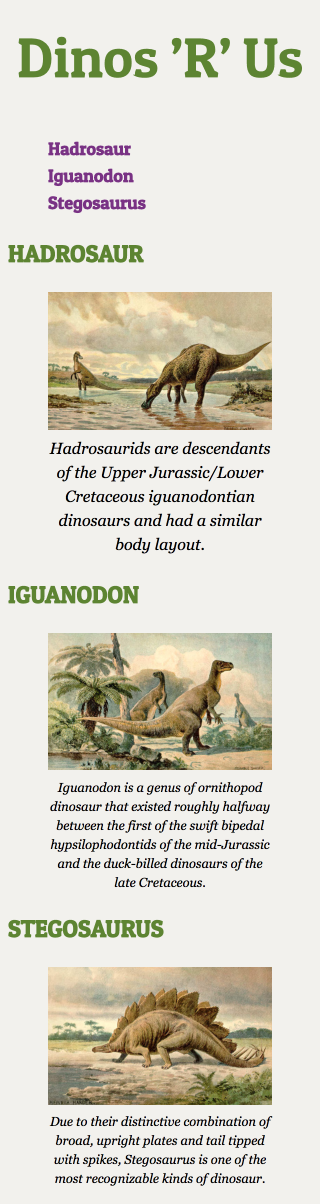 Dinos ’R’ Us
Hadrosaur
Iguanodon
Stegosaurus
HADROSAUR
Hadrosaurids are descendants
of the Upper Jurassic/Lower
Cretaceous iguanodontian
dinosaurs and had a similar
body layout.
IGUANODON
Iguanodon is a genus of ornithopod
dinosaur that existed roughly halfway
between the first of the swift bipedal
hypsilophodontids of the mid-Jurassic
and the duck-billed dinosaurs of the
late Cretaceous.
STEGOSAURUS
Due to their distinctive combination of
broad, upright plates and tail tipped
with spikes, Stegosaurus is one of the
most recognizable kinds of dinosaur.